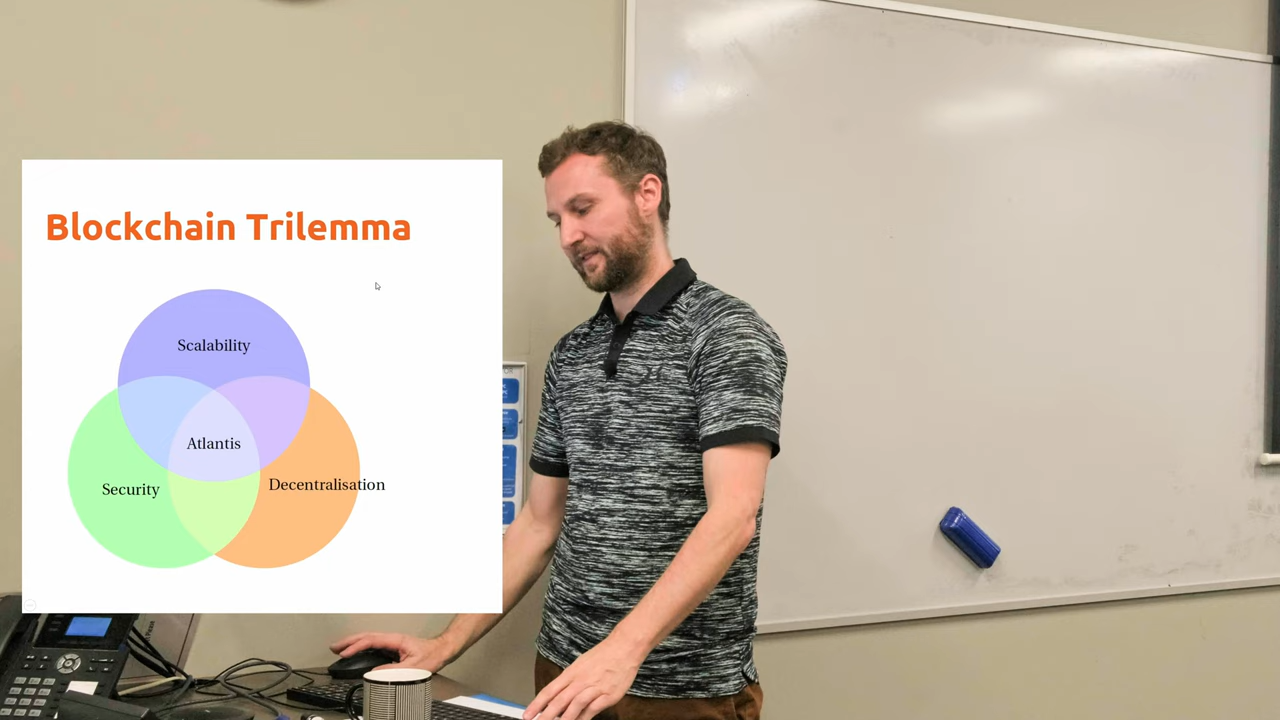 Blockchain Trilemma
Scalability
Atlantis
Security
Decentralisation